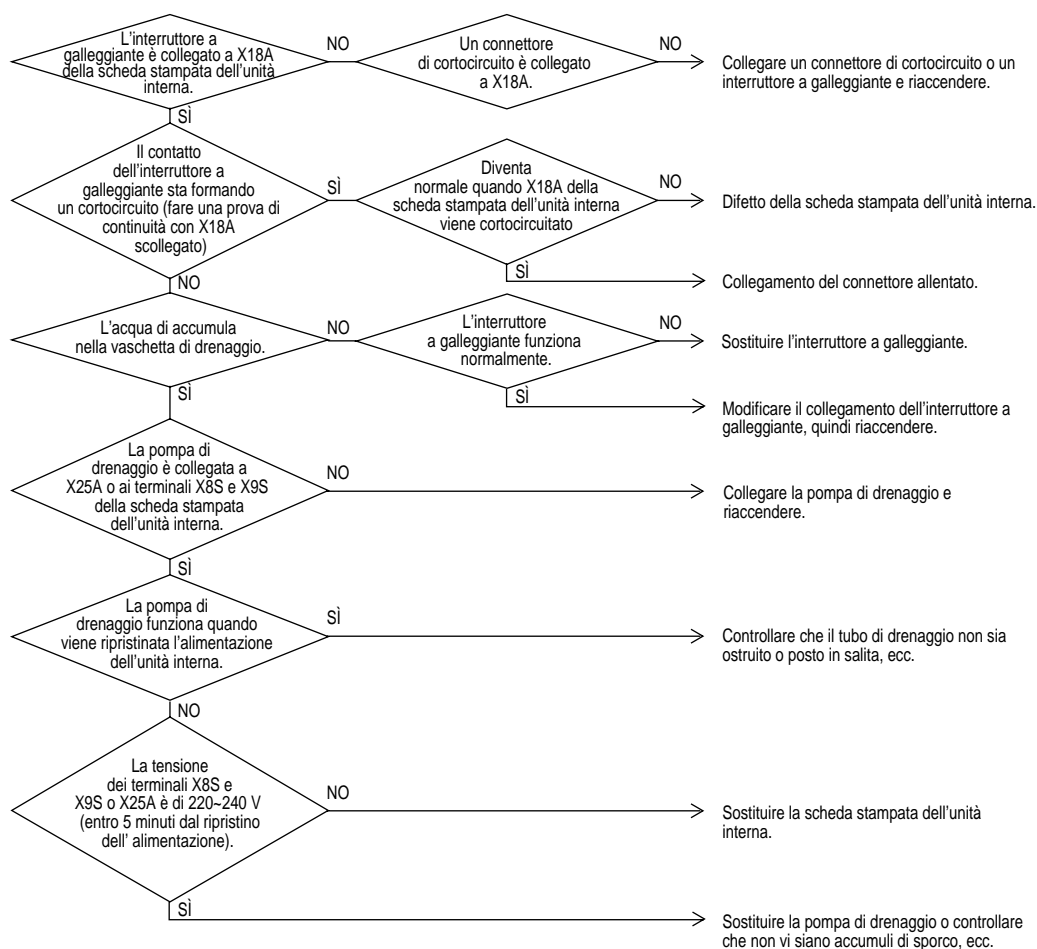 L'interruttore a
galleggiante è collegato a X18A
della scheda stampata dell'unità
interna.
NO
Un connettore
di cortocircuito è collegato
a X18A.
NO
Collegare un connettore di cortocircuito o un
interruttore a galleggiante e riaccendere.
SÌ
Il contatto
dell'interruttore a
galleggiante sta formando
un cortocircuito (fare una prova di
continuità con X18A
scollegato)
SÌ
Diventa
normale quando X18A della
scheda stampata dell'unità interna
viene cortocircuitato
NO
Difetto della scheda stampata dell'unità interna.
SÌ
Collegamento del connettore allentato.
NO
L'acqua di accumula
nella vaschetta di drenaggio.
NO
L'interruttore
a galleggiante funziona
normalmente.
NO
Sostituire l'interruttore a galleggiante.
SÌ
Modificare il collegamento dell'interruttore a
galleggiante, quindi riaccendere.
SÌ
La pompa di
drenaggio è collegata a
X25A o ai terminali X8S e X9S
della scheda stampata
dell'unità interna.
NO
Collegare la pompa di drenaggio e
riaccendere.
SÌ
La pompa di
drenaggio funziona quando
viene ripristinata l'alimentazione
dell'unità interna.
SÌ
Controllare che il tubo di drenaggio non sia
ostruito o posto in salita, ecc.
NO
La tensione
dei terminali X8S e
X9S o X25A è di 220~240 V
(entro 5 minuti dal ripristino
dell' alimentazione).
NO
Sostituire la scheda stampata dell'unità
interna.
SÌ
Sostituire la pompa di drenaggio o controllare
che non vi siano accumuli di sporco, ecc.